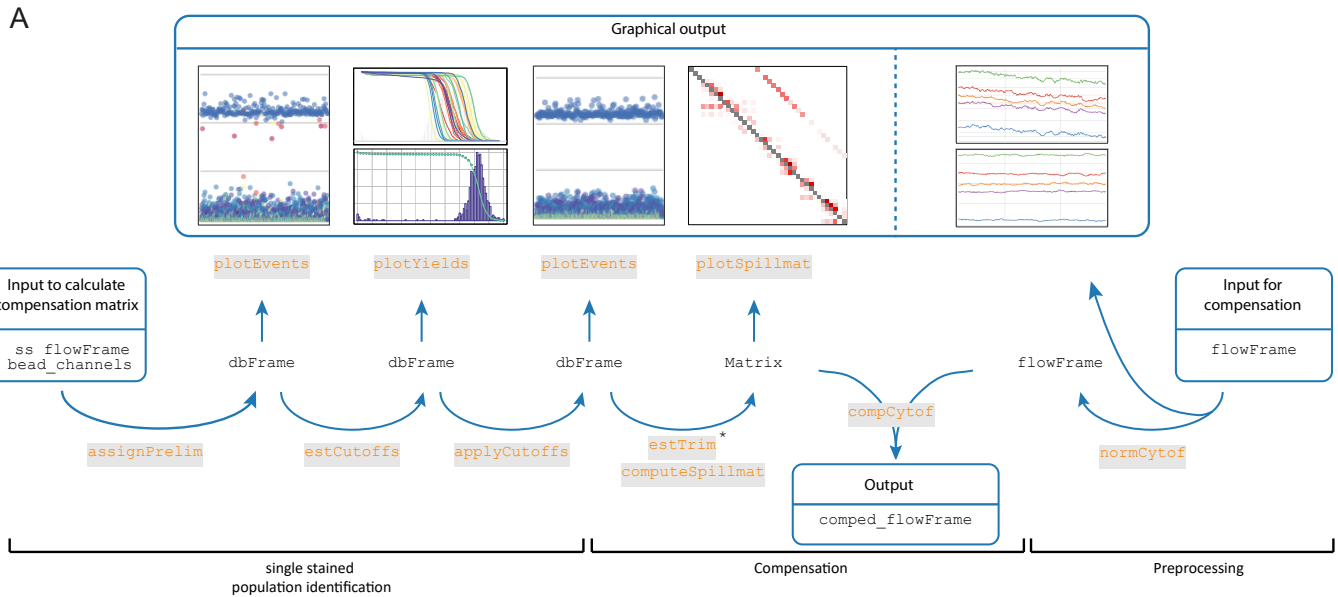 A
Graphical output
plotEvents
plotYields
plotEvents
plotSpillmat
Input to calculate
compensation matrix
ss flowFrame
bead_channels
dbFrame
dbFrame
dbFrame
Matrix
flowFrame
Input for
compensation
flowFrame
assignPrelim
estCutoffs
applyCutoffs
estTrim *
computeSpillmat
compCytof
normCytof
Output
comped_flowFrame
single stained
population identification
Compensation
Preprocessing